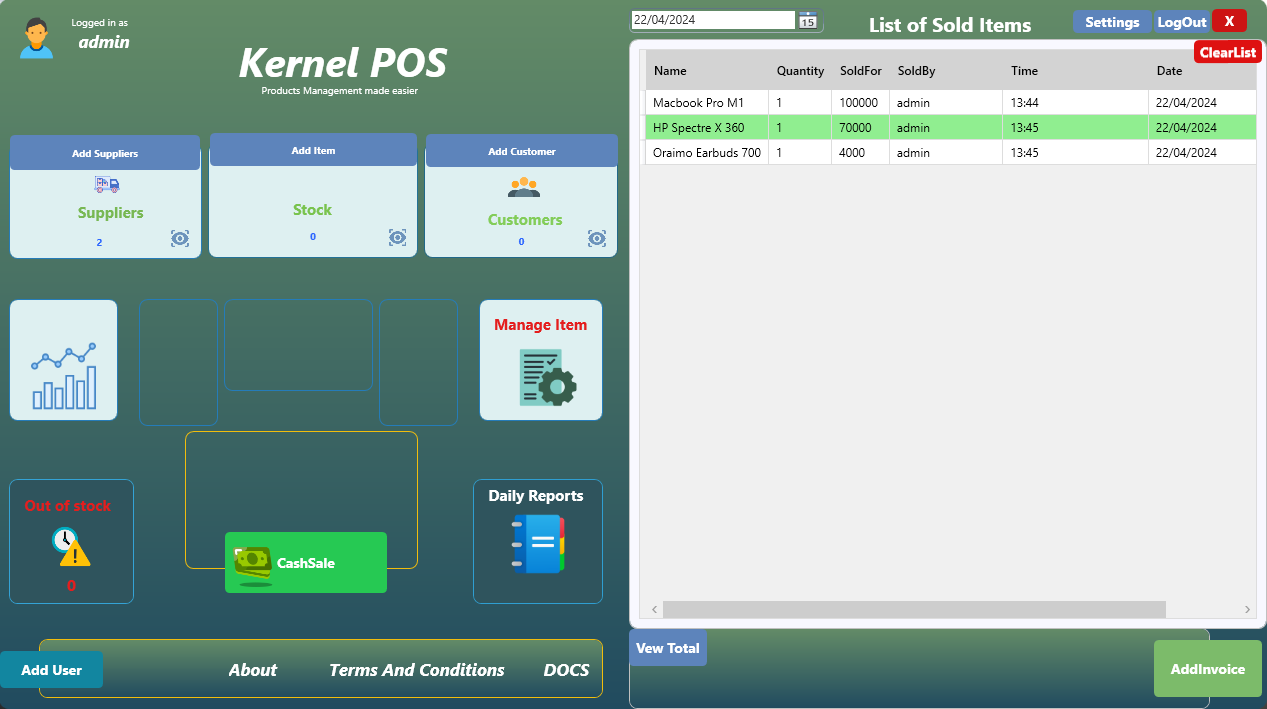 Logged in as
admin
Kernel POS
Products Management made easier
Add Suppliers
Suppliers
2
Add Item
Stock
0
Add Customer
Customers
0
Manage Item
Out of stock
0
CashSale
Daily Reports
Add User
About
Terms And Conditions
DOCS
22/04/2024
15
List of Sold Items
Settings
LogOut
X
ClearList
Name Quantity SoldFor SoldBy Time Date
Macbook Pro M1 1 100000 admin 13:44 22/04/2024
HP Spectre X 360 1 70000 admin 13:45 22/04/2024
Oraimo Earbuds 700 1 4000 admin 13:45 22/04/2024
Vew Total
AddInvoice